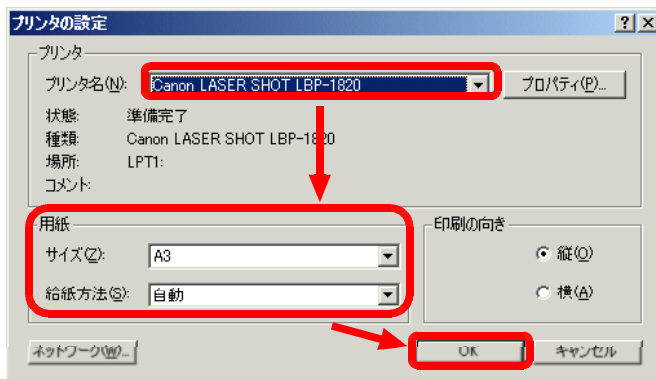 プリンタの設定
プリンタ
プリンタ名(N): Canon LASER SHOT LBP-1820 プロパティ(P)...
状態: 準備完了
種類: Canon LASER SHOT LBP-1820
場所: LPT1:
コメント:
用紙
サイズ(Z): A3
給紙方法(S): 自動
印刷の向き
縦(O)
横(A)
ネットワーク(W)... OK キャンセル